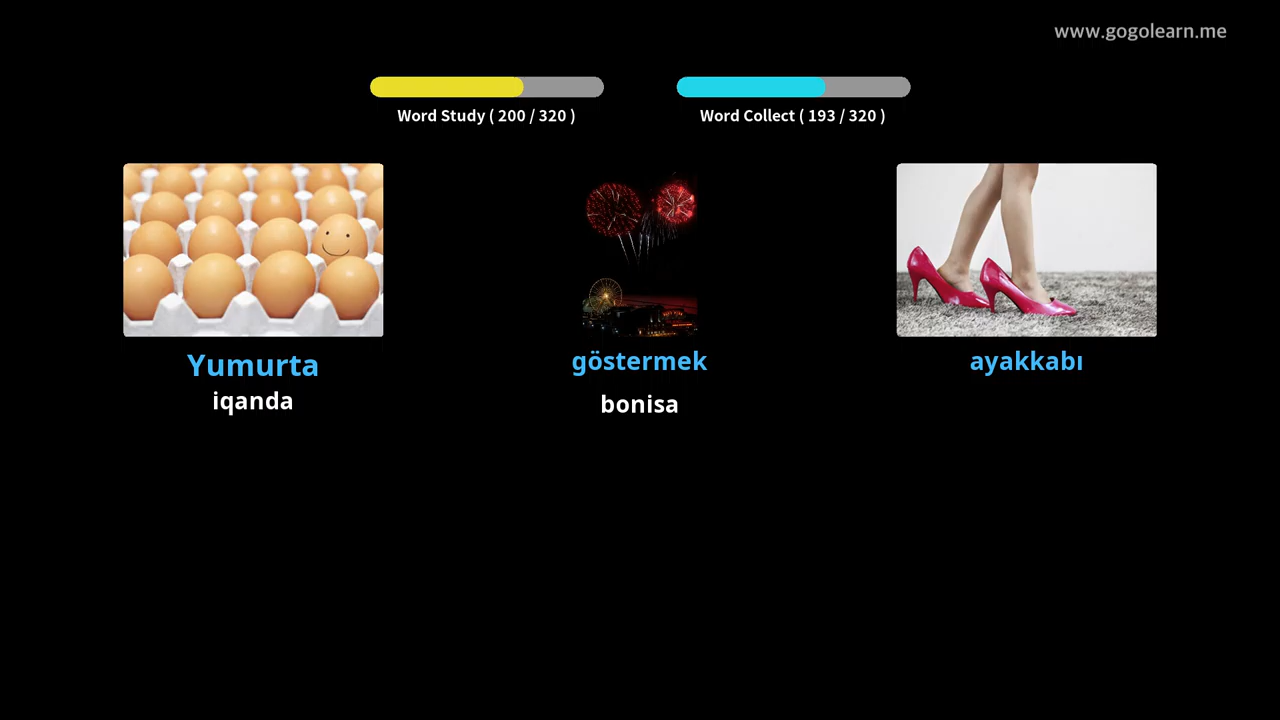 www.gogolearn.me
Word Study ( 200 / 320 )
Word Collect ( 193 / 320 )
Yumurta
iqanda
göstermek
bonisa
ayakkabı